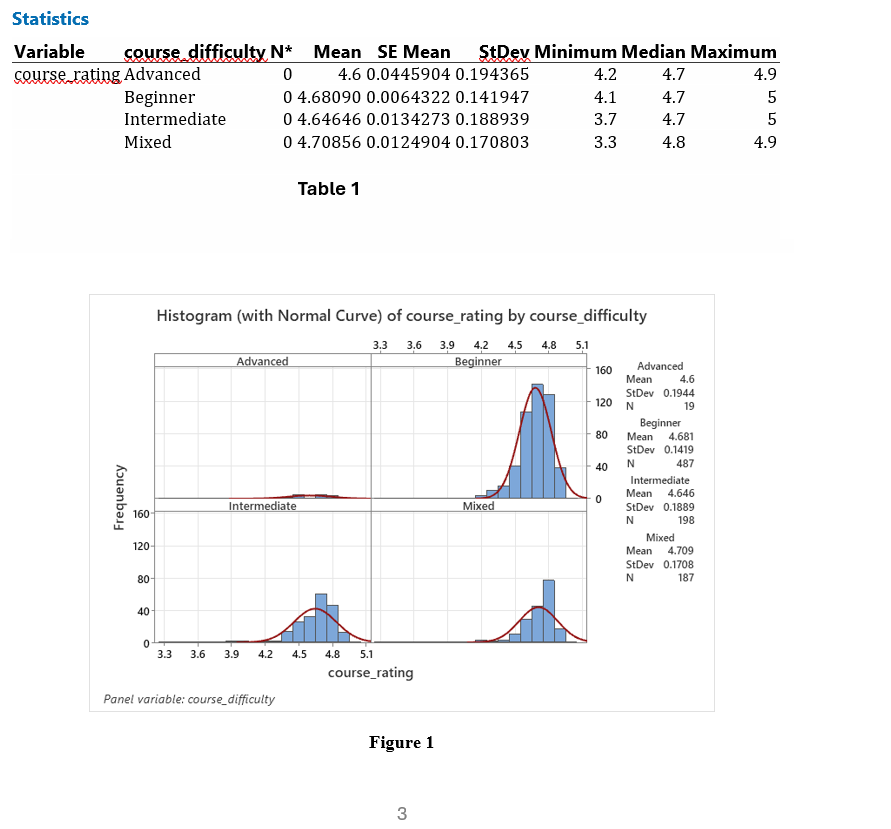 Statistics
Variable course_difficulty N* Mean SE Mean StDev Minimum Median Maximum
course_rating Advanced 0 4.6 0.0445904 0.194365 4.2 4.7 4.9
Beginner 0 4.68090 0.0064322 0.141947 4.1 4.7 5
Intermediate 0 4.64646 0.0134273 0.188939 3.7 4.7 5
Mixed 0 4.70856 0.0124904 0.170803 3.3 4.8 4.9
Table 1
Histogram (with Normal Curve) of course_rating by course_difficulty
3.3 3.6 3.9 4.2 4.5 4.8 5.1
Advanced Beginner
160
120
80
40
0
Intermediate Mixed
160
120
80
40
0
3.3 3.6 3.9 4.2 4.5 4.8 5.1
Frequency
course_rating
Advanced
Mean 4.6
StDev 0.1944
N 19
Beginner
Mean 4.681
StDev 0.1419
N 487
Intermediate
Mean 4.646
StDev 0.1889
N 198
Mixed
Mean 4.709
StDev 0.1708
N 187
Panel variable: course_difficulty
Figure 1
3